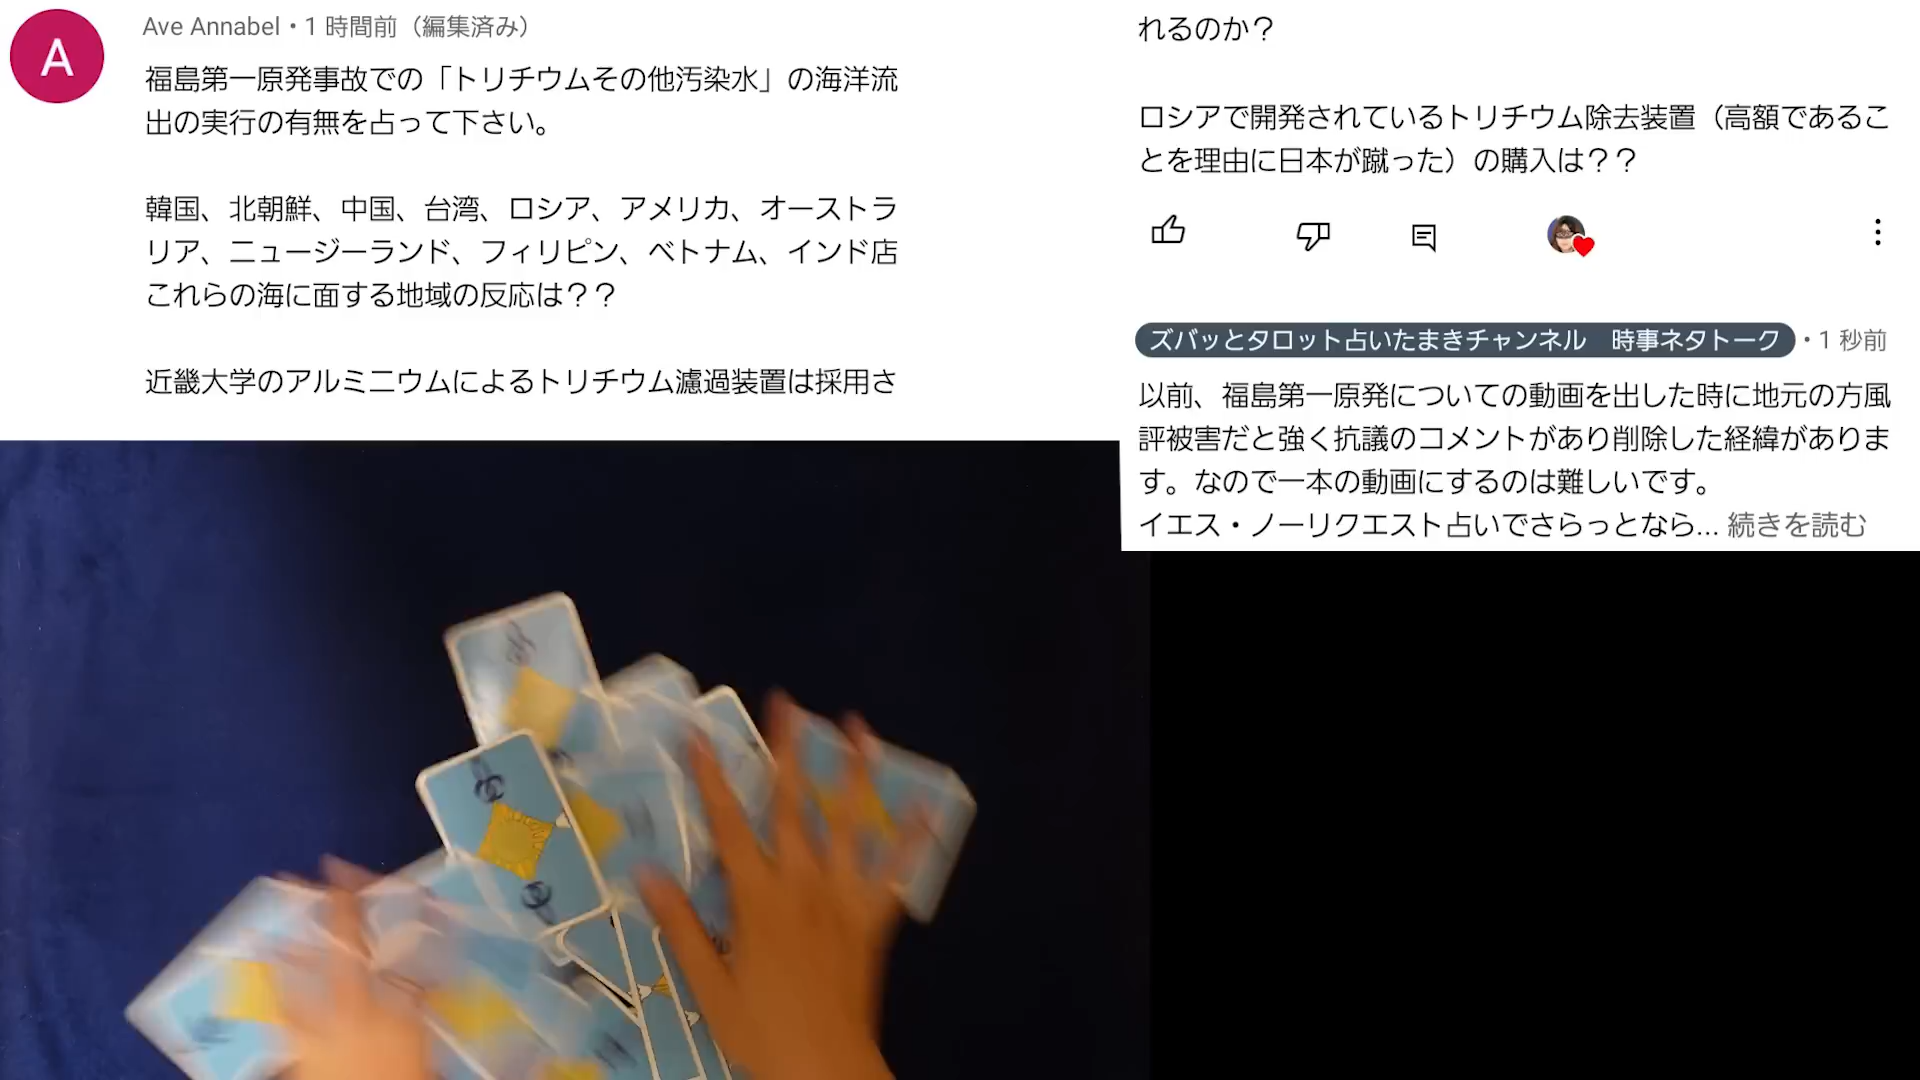 A
Ave Annabel・1 時間前（編集済み）
福島第一原発事故での「トリチウムその他汚染水」の海洋流
出の実行の有無を占って下さい。
韓国、北朝鮮、中国、台湾、ロシア、アメリカ、オーストラ
リア、ニュージーランド、フィリピン、ベトナム、インド店
これらの海に面する地域の反応は？？
近畿大学のアルミニウムによるトリチウム濾過装置は採用さ
れるのか？
ロシアで開発されているトリチウム除去装置（高額であるこ
とを理由に日本が蹴った）の購入は？？
ズバッとタロット占いたまきチャンネル　時事ネタトーク・1 秒前
以前、福島第一原発についての動画を出した時に地元の方風
評被害だと強く抗議のコメントがあり削除した経緯がありま
す。なので一本の動画にするのは難しいです。
イエス・ノーリクエスト占いでさらっとなら... 続きを読む